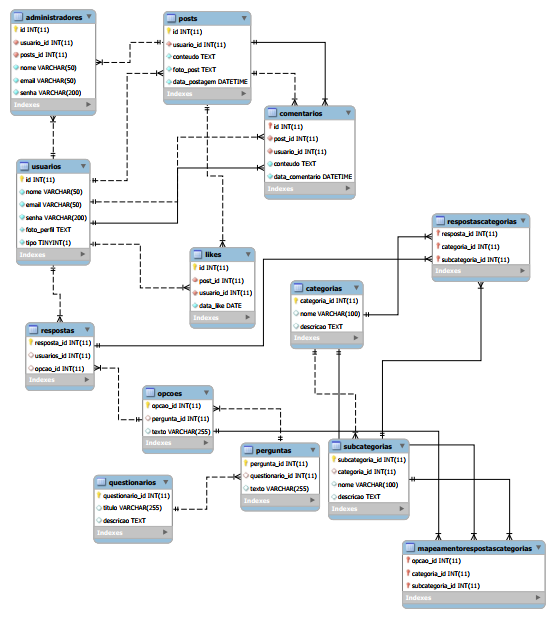 administradores
id INT(11)
usuario_id INT(11)
posts_id INT(11)
nome VARCHAR(50)
email VARCHAR(50)
senha VARCHAR(200)
Indexes
posts
id INT(11)
usuario_id INT(11)
conteudo TEXT
foto_post TEXT
data_postagem DATETIME
Indexes
comentarios
id INT(11)
post_id INT(11)
usuario_id INT(11)
conteudo TEXT
data_comentario DATETIME
Indexes
usuarios
id INT(11)
nome VARCHAR(50)
email VARCHAR(50)
senha VARCHAR(200)
foto_perfil TEXT
tipo TINYINT(1)
Indexes
likes
id INT(11)
post_id INT(11)
usuario_id INT(11)
data_like DATE
Indexes
respostascategorias
resposta_id INT(11)
categoria_id INT(11)
subcategoria_id INT(11)
Indexes
categorias
categoria_id INT(11)
nome VARCHAR(100)
descricao TEXT
Indexes
respostas
resposta_id INT(11)
usuarios_id INT(11)
opcao_id INT(11)
Indexes
opcoes
opcao_id INT(11)
pergunta_id INT(11)
texto VARCHAR(255)
Indexes
perguntas
pergunta_id INT(11)
questionario_id INT(11)
texto VARCHAR(255)
Indexes
subcategorias
subcategoria_id INT(11)
categoria_id INT(11)
nome VARCHAR(100)
descricao TEXT
Indexes
questionarios
questionario_id INT(11)
titulo VARCHAR(255)
descricao TEXT
Indexes
mapeamentorespostascategorias
opcao_id INT(11)
categoria_id INT(11)
subcategoria_id INT(11)
Indexes